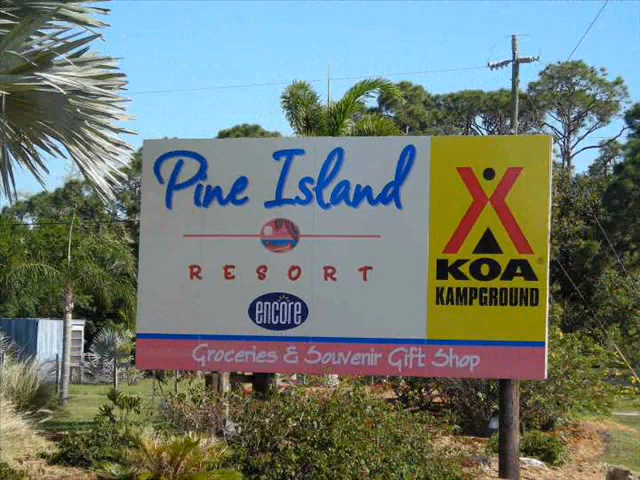 Pine Island
RESORT
encore
KOA
KAMPGROUND
Groceries & Souvenir Gift Shop